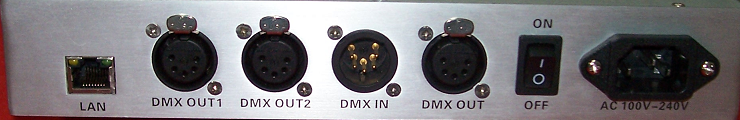 ON
LAN
DMX OUT1
DMX OUT2
DMX IN
DMX OUT
OFF
AC 100V-240V